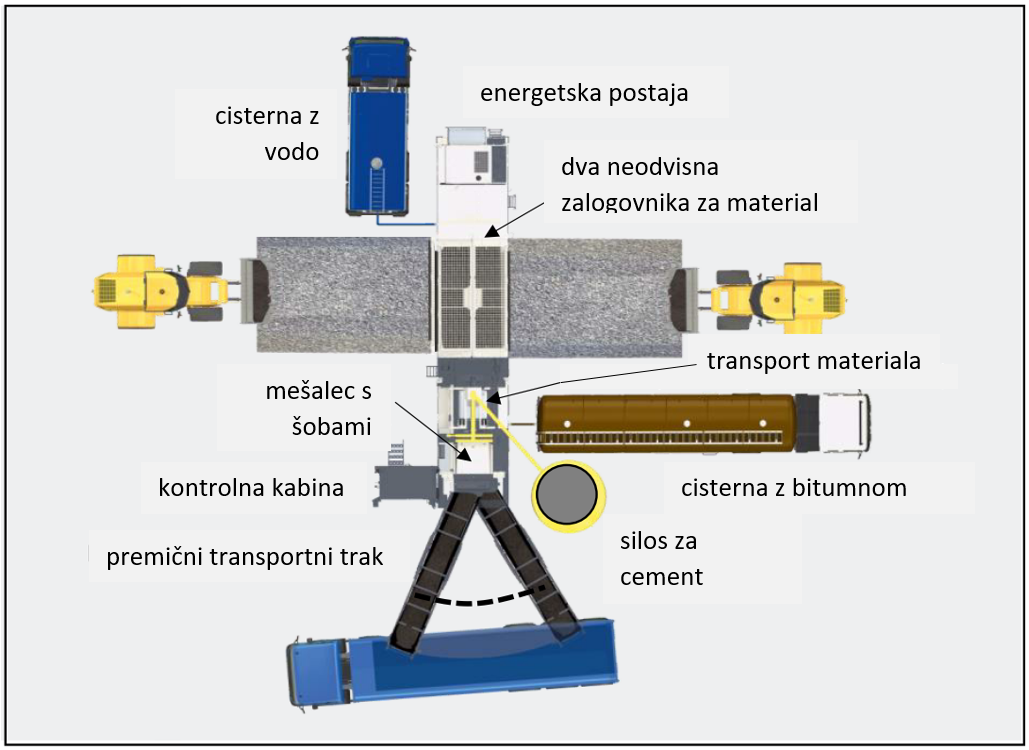 energetska postaja
cisterna z
vodo
dva neodvisna
zalogovnika za material
transport materiala
mešalec s
šobami
kontrolna kabina
cisterna z bitumnom
silos za
cement
premični transportni trak